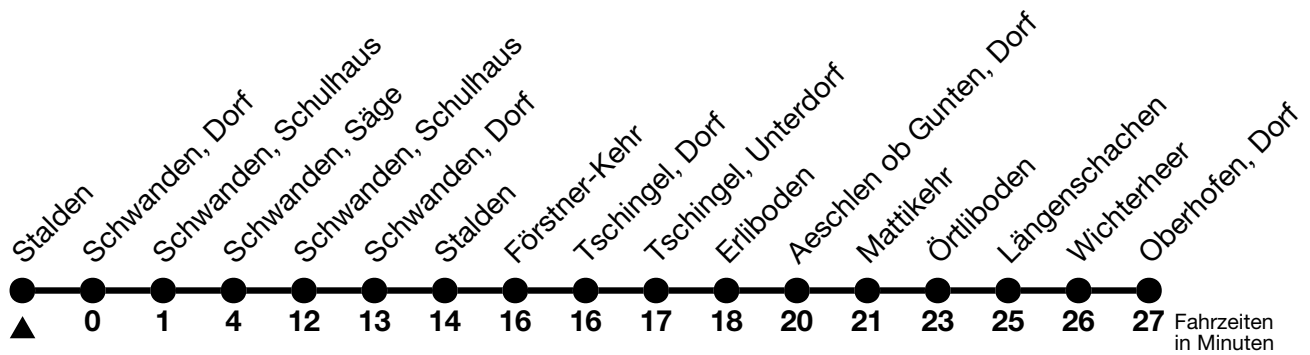 Stalden
Schwanden, Dorf
Schwanden, Schulhaus
Schwanden, Säge
Schwanden, Schulhaus
Schwanden, Dorf
Stalden
Förstner-Kehr
Tschingel, Dorf
Tschingel, Unterdorf
Erliboden
Aeschlen ob Gunten, Dorf
Mattikehr
Örtliboden
Längenschachen
Wichterheer
Oberhofen, Dorf
0 1 4 12 13 14 16 16 17 18 20 21 23 25 26 27
Fahrzeiten
in Minuten